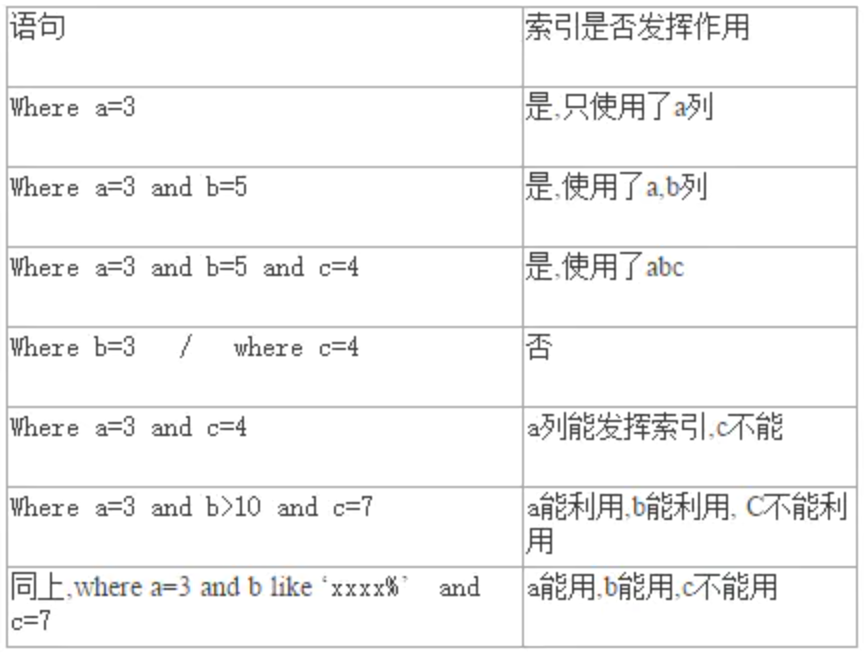 语句
索引是否发挥作用
Where a=3
是,只使用了a列
Where a=3 and b=5
是,使用了a,b列
Where a=3 and b=5 and c=4
是,使用了abc
Where b=3 / where c=4
否
Where a=3 and c=4
a列能发挥索引,c不能
Where a=3 and b>10 and c=7
a能利用,b能利用, C不能利
用
同上,where a=3 and b like ‘xxxx%’ and
c=7
a能用,b能用,c不能用